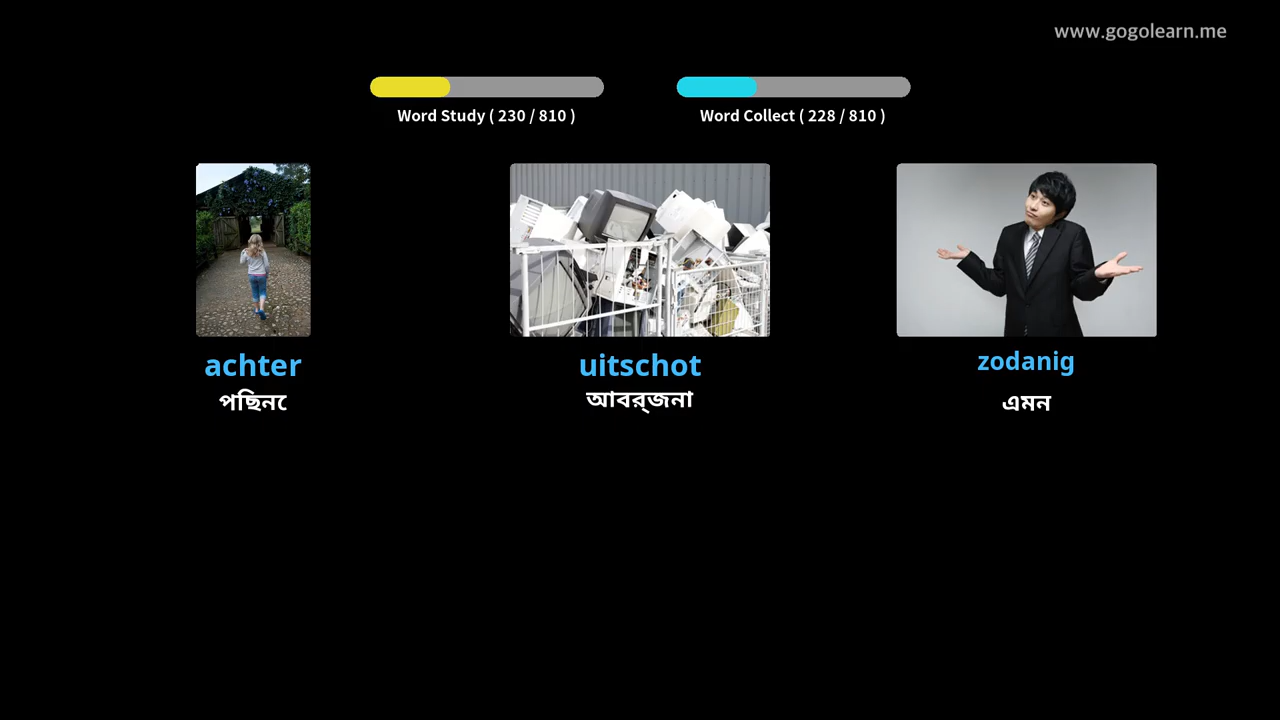 www.gogolearn.me
Word Study ( 230 / 810 )
Word Collect ( 228 / 810 )
achter
পছিনে
uitschot
আবর্জনা
zodanig
এমন